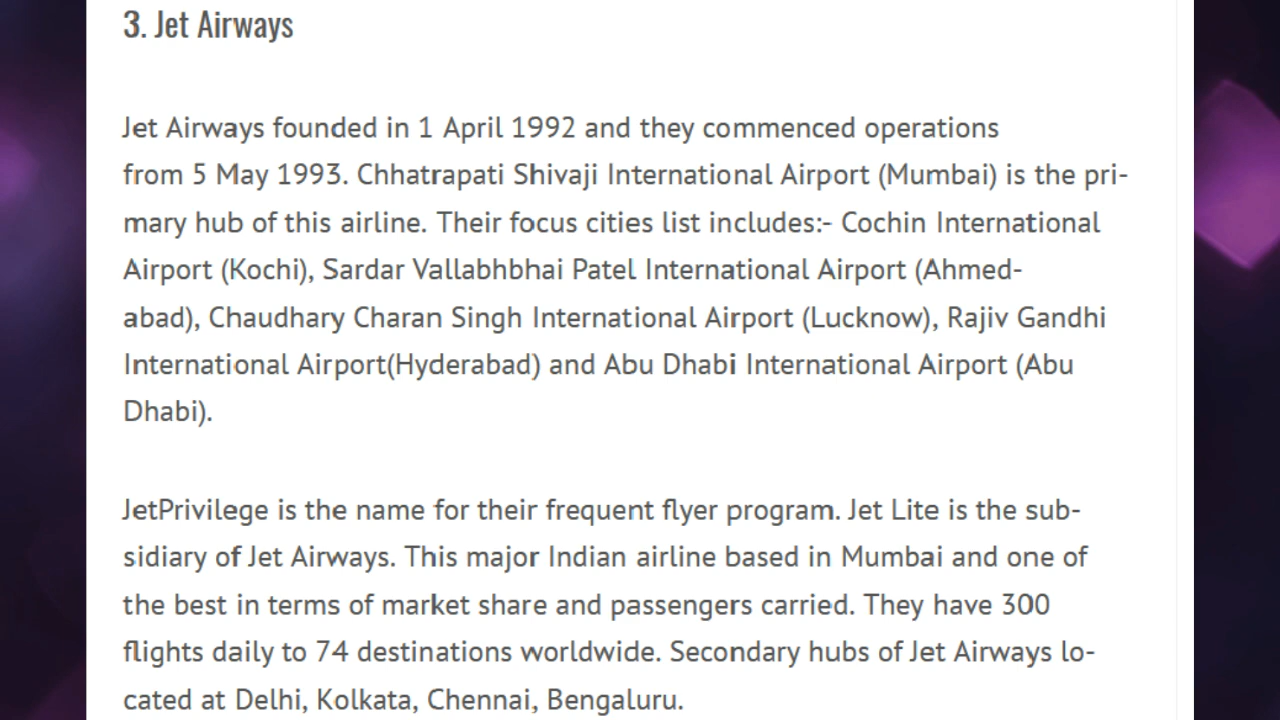 3. Jet Airways
Jet Airways founded in 1 April 1992 and they commenced operations
from 5 May 1993. Chhatrapati Shivaji International Airport (Mumbai) is the pri-
mary hub of this airline. Their focus cities list includes:- Cochin International
Airport (Kochi), Sardar Vallabhbhai Patel International Airport (Ahmed-
abad), Chaudhary Charan Singh International Airport (Lucknow), Rajiv Gandhi
International Airport(Hyderabad) and Abu Dhabi International Airport (Abu
Dhabi).
JetPrivilege is the name for their frequent flyer program. Jet Lite is the sub-
sidiary of Jet Airways. This major Indian airline based in Mumbai and one of
the best in terms of market share and passengers carried. They have 300
flights daily to 74 destinations worldwide. Secondary hubs of Jet Airways lo-
cated at Delhi, Kolkata, Chennai, Bengaluru.